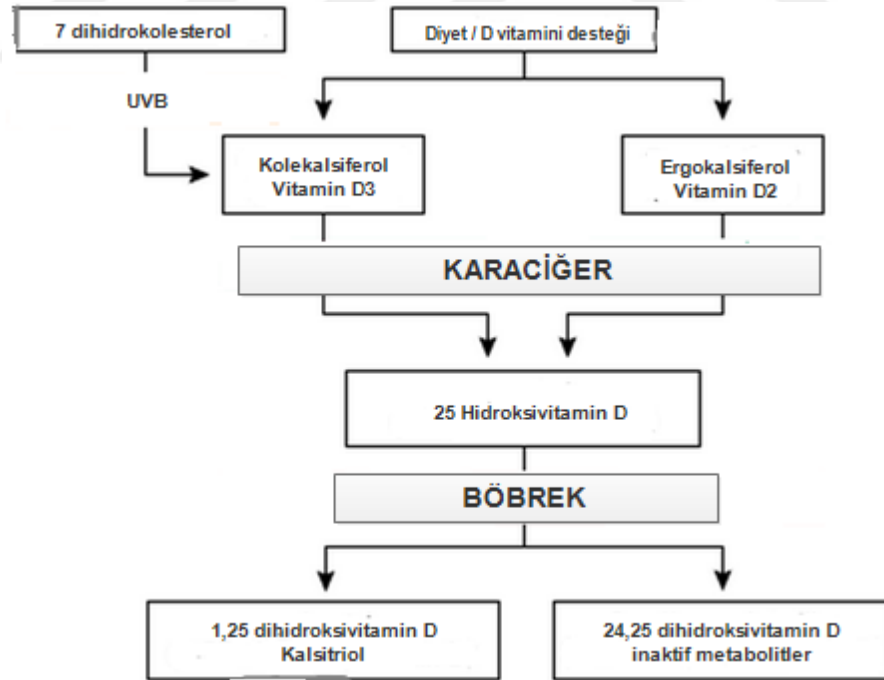 7 dihidrokolesterol
Diyet / D vitamini desteği
UVB
Kolekalsiferol
Vitamin D3
Ergokalsiferol
Vitamin D2
KARACİĞER
25 Hidroksivitamin D
BÖBREK
1,25 dihidroksivitamin D
Kalsitriol
24,25 dihidroksivitamin D
inaktif metabolitler